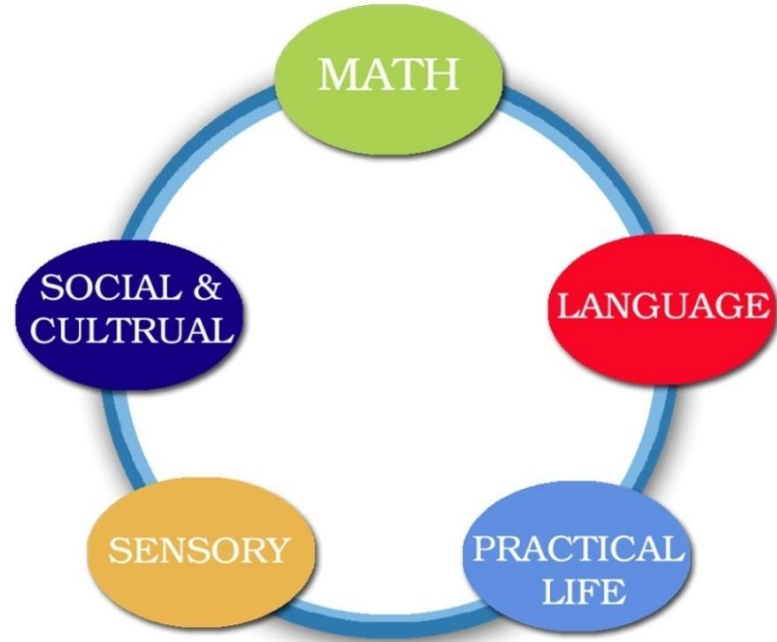 MATH
LANGUAGE
PRACTICAL
LIFE
SENSORY
SOCIAL &
CULTRUAL